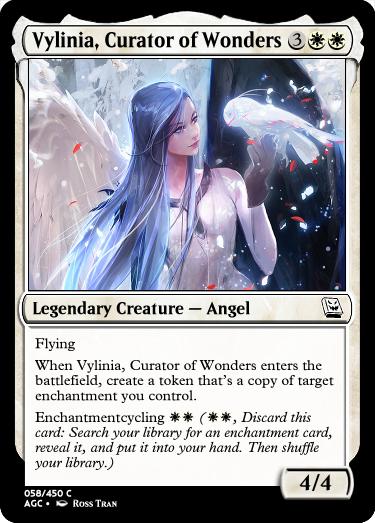 Vylinia, Curator of Wonders 3
Legendary Creature — Angel
Flying
When Vylinia, Curator of Wonders enters the
battlefield, create a token that's a copy of target
enchantment you control.
Enchantmentcycling (, Discard this
card: Search your library for an enchantment card,
reveal it, and put it into your hand. Then shuffle
your library.)
4/4
058/450 C
AGC • Ross Tran